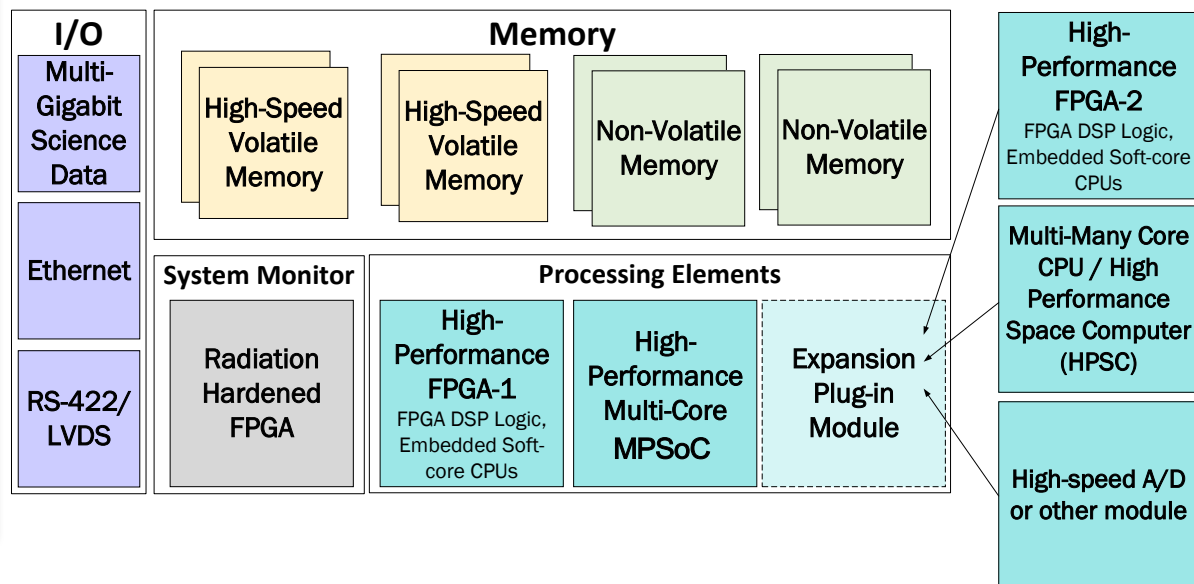 I/O
Multi-
Gigabit
Science
Data
Ethernet
RS-422/
LVDS
Memory
High-Speed
Volatile
Memory
High-Speed
Volatile
Memory
Non-Volatile
Memory
Non-Volatile
Memory
System Monitor
Radiation
Hardened
FPGA
Processing Elements
High-
Performance
FPGA-1
FPGA DSP Logic,
Embedded Soft-
core CPUs
High-
Performance
Multi-Core
MPSoC
Expansion
Plug-in
Module
High-
Performance
FPGA-2
FPGA DSP Logic,
Embedded Soft-core
CPUs
Multi-Many Core
CPU / High
Performance
Space Computer
(HPSC)
High-speed A/D
or other module